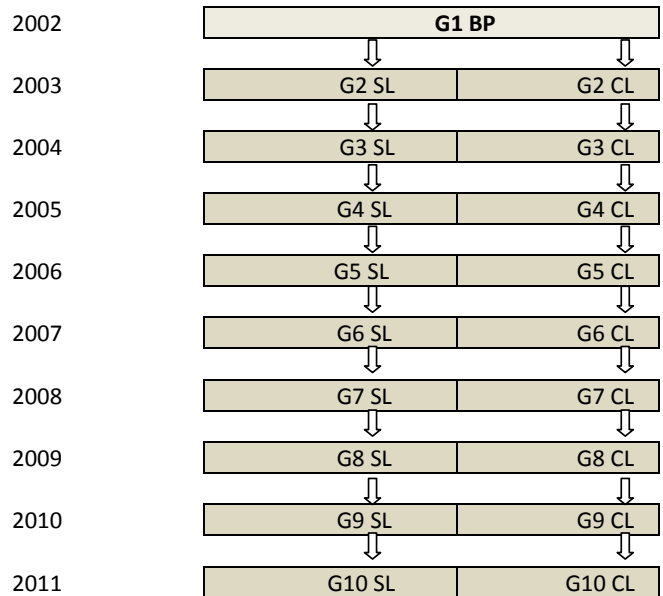 2002 G1 BP
2003 G2 SL G2 CL
2004 G3 SL G3 CL
2005 G4 SL G4 CL
2006 G5 SL G5 CL
2007 G6 SL G6 CL
2008 G7 SL G7 CL
2009 G8 SL G8 CL
2010 G9 SL G9 CL
2011 G10 SL G10 CL